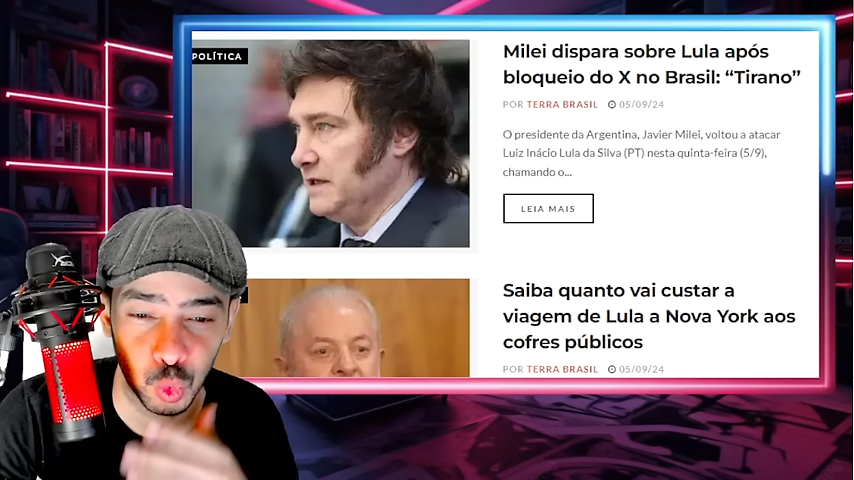 POLÍTICA
Milei dispara sobre Lula após
bloqueio do X no Brasil: “Tirano”
POR TERRA BRASIL 05/09/24
O presidente da Argentina, Javier Milei, voltou a atacar
Luiz Inácio Lula da Silva (PT) nesta quinta-feira (5/9),
chamando o...
LEIA MAIS
Saiba quanto vai custar a
viagem de Lula a Nova York aos
cofres públicos
POR TERRA BRASIL 05/09/24